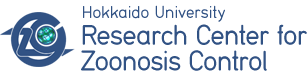 Hokkaido University
Research Center for
Zoonosis Control